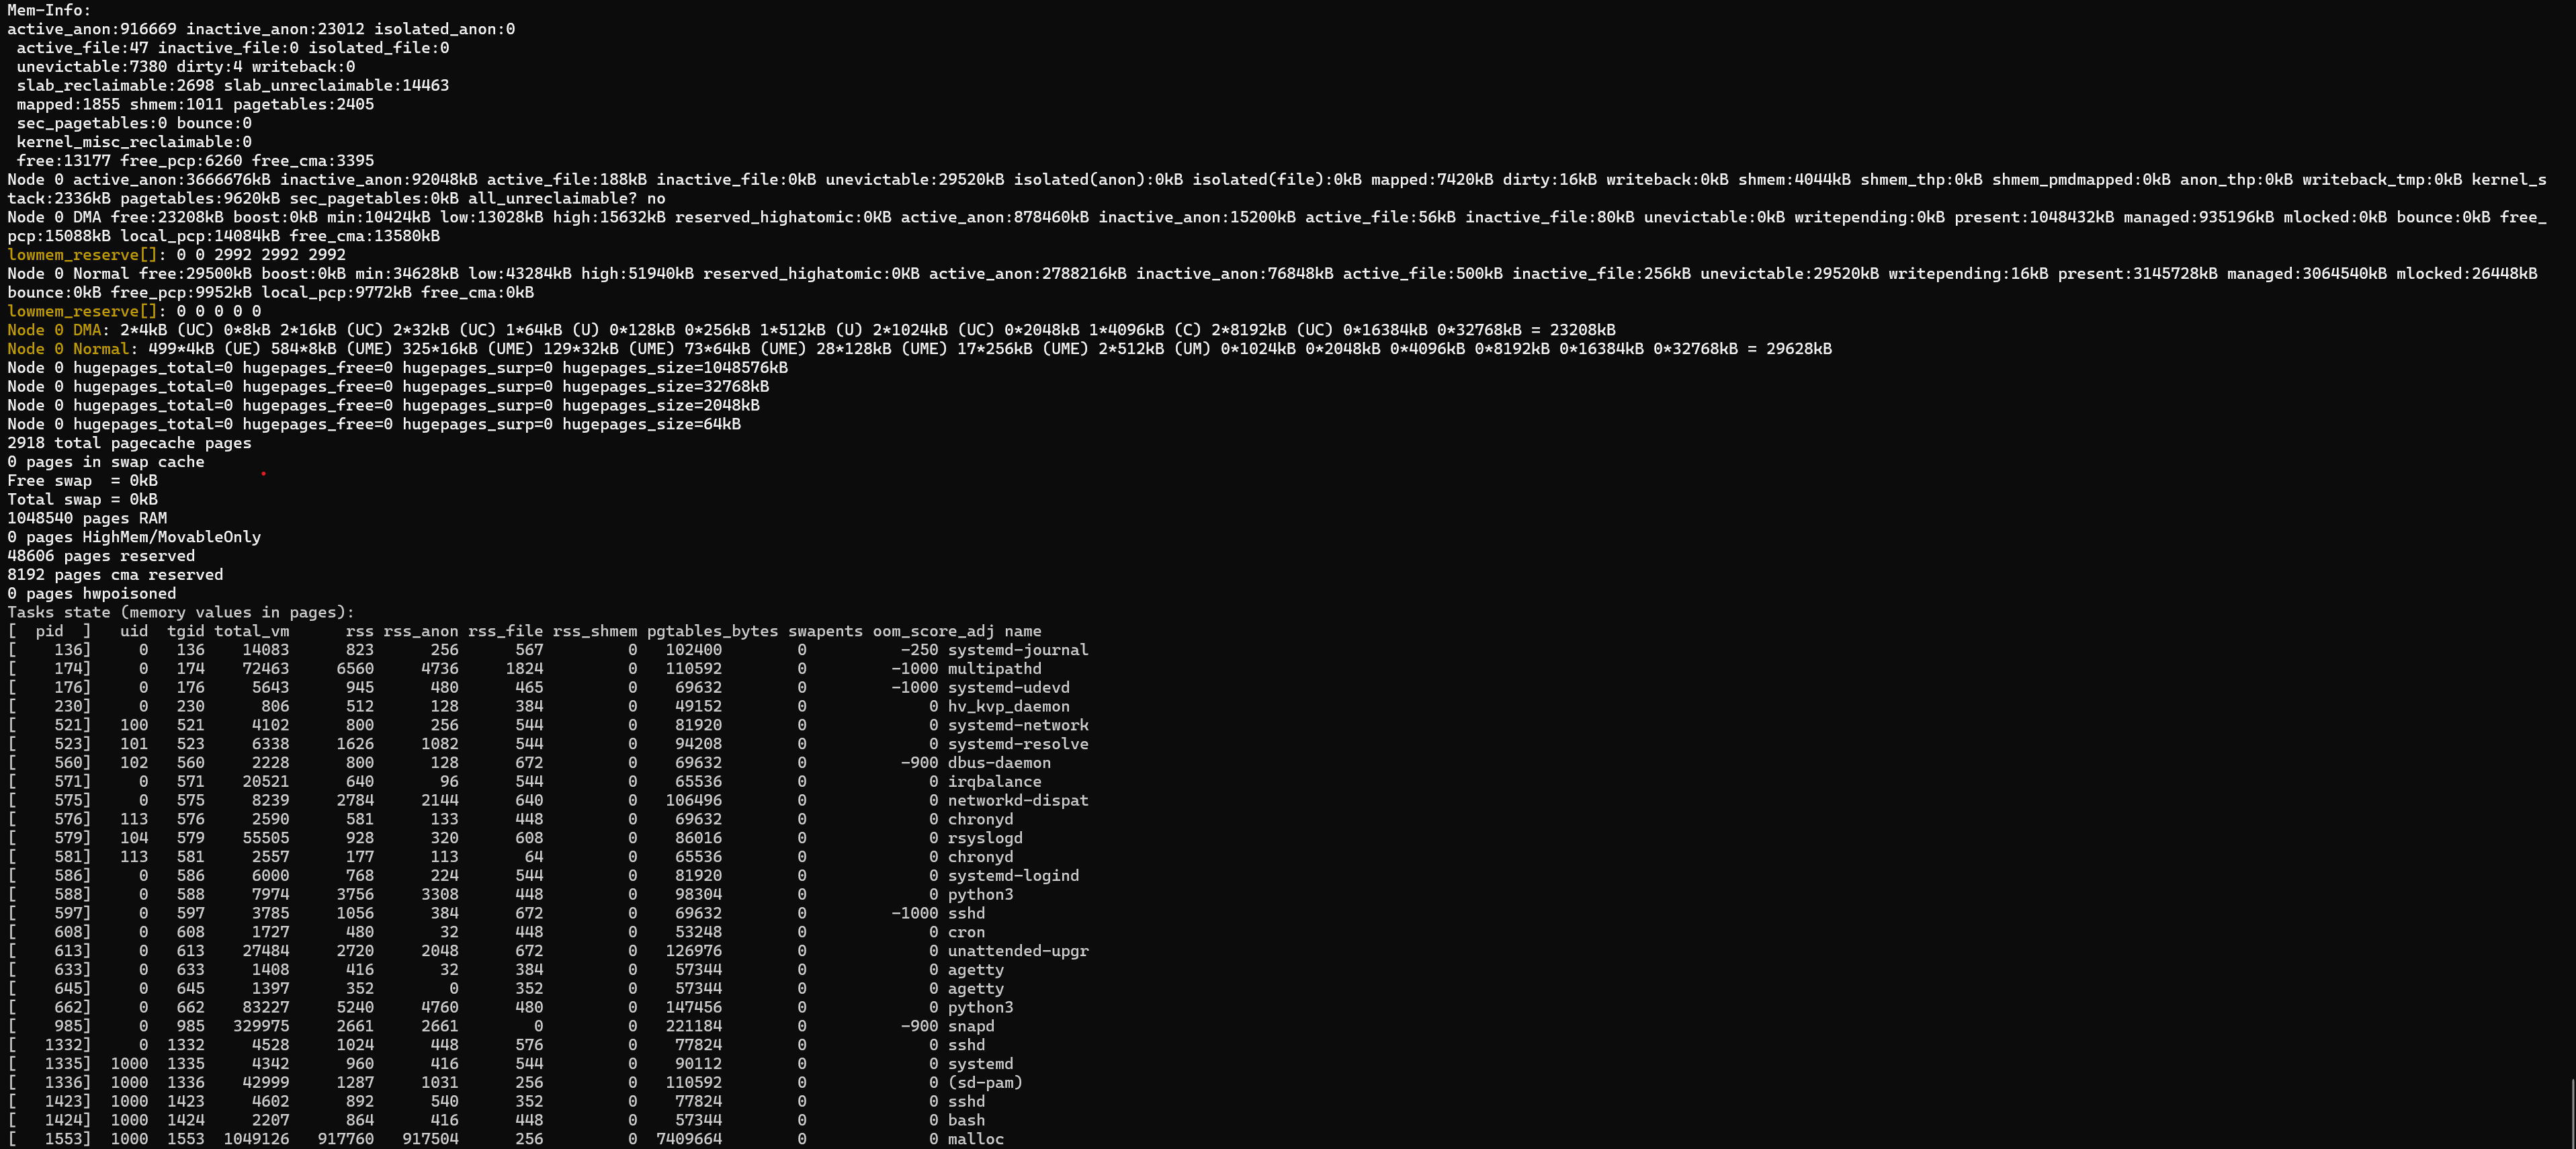 Mem-Info:
active_anon:916669 inactive_anon:23012 isolated_anon:0
 active_file:47 inactive_file:0 isolated_file:0
 unevictable:7380 dirty:4 writeback:0
 slab_reclaimable:2698 slab_unreclaimable:14463
 mapped:1855 shmem:1011 pagetables:2405
 sec_pagetables:0 bounce:0
 kernel_misc_reclaimable:0
 free:13177 free_pcp:6260 free_cma:3395
Node 0 active_anon:3666676kB inactive_anon:92048kB active_file:188kB inactive_file:0kB unevictable:29520kB isolated(anon):0kB isolated(file):0kB mapped:7420kB dirty:16kB writeback:0kB shmem:4044kB shmem_thp:0kB shmem_pmdmapped:0kB anon_thp:0kB writeback_tmp:0kB kernel_s
tack:2336kB pagetables:9620kB sec_pagetables:0kB all_unreclaimable? no
Node 0 DMA free:23208kB boost:0kB min:10424kB low:13028kB high:15632kB reserved_highatomic:0kB active_anon:878460kB inactive_anon:15200kB active_file:56kB inactive_file:80kB unevictable:0kB writepending:0kB present:1048432kB managed:935196kB mlocked:0kB bounce:0kB free_
pcp:15088kB local_pcp:14084kB free_cma:13580kB
lowmem_reserve[]: 0 0 2992 2992 2992
Node 0 Normal free:29500kB boost:0kB min:34628kB low:43284kB high:51940kB reserved_highatomic:0kB active_anon:2788216kB inactive_anon:76848kB active_file:500kB inactive_file:256kB unevictable:29520kB writepending:16kB present:3145728kB managed:3064540kB mlocked:26448kB
bounce:0kB free_pcp:9952kB local_pcp:9772kB free_cma:0kB
lowmem_reserve[]: 0 0 0 0 0
Node 0 DMA: 2*4kB (UC) 0*8kB 2*16kB (UC) 2*32kB (UC) 1*64kB (U) 0*128kB 0*256kB 1*512kB (U) 2*1024kB (UC) 0*2048kB 1*4096kB (C) 2*8192kB (UC) 0*16384kB 0*32768kB = 23208kB
Node 0 Normal: 499*4kB (UE) 584*8kB (UME) 325*16kB (UME) 129*32kB (UME) 73*64kB (UME) 28*128kB (UME) 17*256kB (UME) 2*512kB (UM) 0*1024kB 0*2048kB 0*4096kB 0*8192kB 0*16384kB 0*32768kB = 29628kB
Node 0 hugepages_total=0 hugepages_free=0 hugepages_surp=0 hugepages_size=1048576kB
Node 0 hugepages_total=0 hugepages_free=0 hugepages_surp=0 hugepages_size=32768kB
Node 0 hugepages_total=0 hugepages_free=0 hugepages_surp=0 hugepages_size=2048kB
Node 0 hugepages_total=0 hugepages_free=0 hugepages_surp=0 hugepages_size=64kB
2918 total pagecache pages
0 pages in swap cache
Free swap  = 0kB
Total swap = 0kB
1048540 pages RAM
0 pages HighMem/MovableOnly
48606 pages reserved
8192 pages cma reserved
0 pages hwpoisoned
Tasks state (memory values in pages):
[  pid  ]   uid  tgid total_vm      rss rss_anon rss_file rss_shmem pgtables_bytes swapents oom_score_adj name
[    136]     0   136    14083      823      256      567         0   102400        0          -250 systemd-journal
[    174]     0   174    72463     6560     4736     1824         0   110592        0         -1000 multipathd
[    176]     0   176     5643      945      480      465         0    69632        0         -1000 systemd-udevd
[    230]     0   230      806      512      128      384         0    49152        0             0 hv_kvp_daemon
[    521]   100   521     4102      800      256      544         0    81920        0             0 systemd-network
[    523]   101   523     6338     1626     1082      544         0    94208        0             0 systemd-resolve
[    560]   102   560     2228      800      128      672         0    69632        0          -900 dbus-daemon
[    571]     0   571    20521      640       96      544         0    65536        0             0 irqbalance
[    575]     0   575     8239     2784     2144      640         0   106496        0             0 networkd-dispat
[    576]   113   576     2590      581      133      448         0    69632        0             0 chronyd
[    579]   104   579    55505      928      320      608         0    86016        0             0 rsyslogd
[    581]   113   581     2557      177      113       64         0    65536        0             0 chronyd
[    586]     0   586     6000      768      224      544         0    81920        0             0 systemd-logind
[    588]     0   588     7974     3756     3308      448         0    98304        0             0 python3
[    597]     0   597     3785     1056      384      672         0    69632        0         -1000 sshd
[    608]     0   608     1727      480       32      448         0    53248        0             0 cron
[    613]     0   613    27484     2720     2048      672         0   126976        0             0 unattended-upgr
[    633]     0   633     1408      416       32      384         0    57344        0             0 agetty
[    645]     0   645     1397      352        0      352         0    57344        0             0 agetty
[    662]     0   662    83227     5240     4760      480         0   147456        0             0 python3
[    985]     0   985   329975     2661     2661        0         0   221184        0          -900 snapd
[   1332]     0  1332     4528     1024      448      576         0    77824        0             0 sshd
[   1335]  1000  1335     4342      960      416      544         0    90112        0             0 systemd
[   1336]  1000  1336    42999     1287     1031      256         0   110592        0             0 (sd-pam)
[   1423]  1000  1423     4602      892      540      352         0    77824        0             0 sshd
[   1424]  1000  1424     2207      864      416      448         0    57344        0             0 bash
[   1553]  1000  1553  1049126   917760   917504      256         0  7409664        0             0 malloc